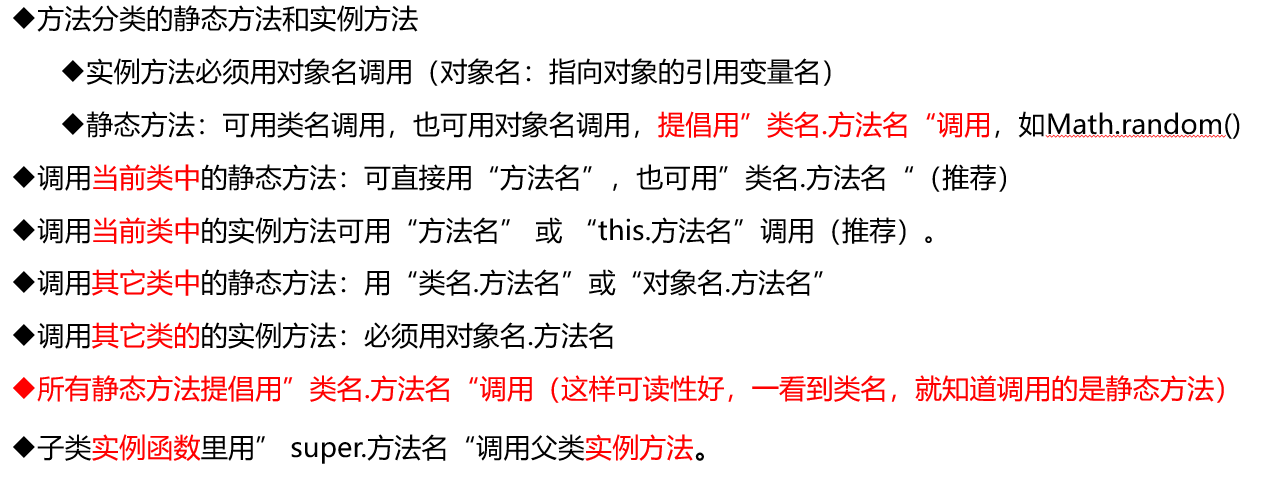 ◆方法分类的静态方法和实例方法
◆实例方法必须用对象名调用（对象名：指向对象的引用变量名）
◆静态方法：可用类名调用，也可用对象名调用，提倡用”类名.方法名“调用，如Math.random()
◆调用当前类中的静态方法：可直接用“方法名”，也可用”类名.方法名“（推荐）
◆调用当前类中的实例方法可用“方法名” 或 “this.方法名”调用（推荐）。
◆调用其它类中的静态方法：用“类名.方法名”或“对象名.方法名”
◆调用其它类的的实例方法：必须用对象名.方法名
◆所有静态方法提倡用”类名.方法名“调用（这样可读性好，一看到类名，就知道调用的是静态方法）
◆子类实例函数里用” super.方法名“调用父类实例方法。